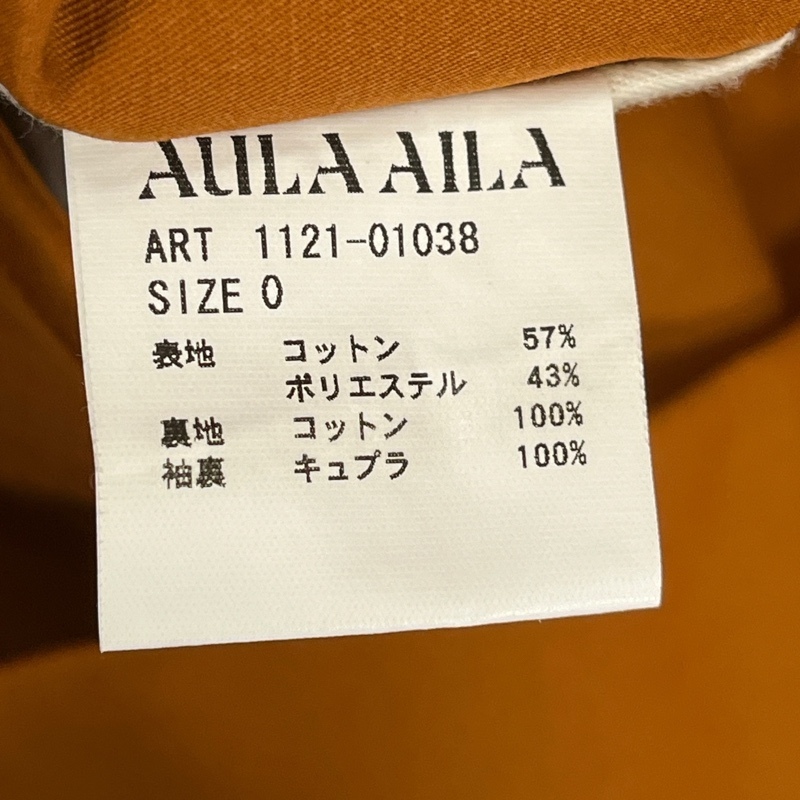 AULA AILA
ART 1121-01038
SIZE 0
表地 コットン 57%
ポリエステル 43%
裏地 コットン 100%
袖裏 キュプラ 100%